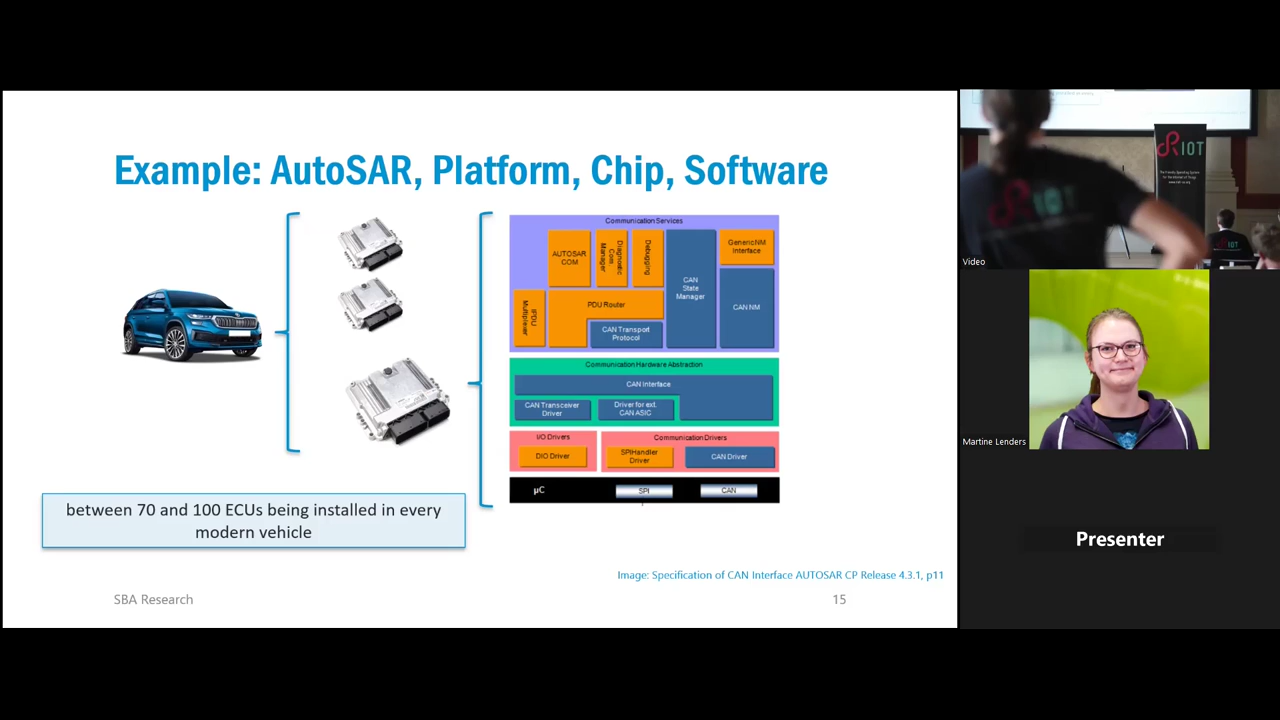 Example: AutoSAR, Platform, Chip, Software
Communication Services
AUTOSAR
COM
Diagnostic
Com
Manager
Debugging
CAN
State
Manager
Generic NM
Interface
CAN NM
IPDU
Multiplexer
PDU Router
CAN Transport
Protocol
Communication Hardware Abstraction
CAN Interface
CAN Transceiver
Driver
Driver for ext.
CAN ASIC
I/O Drivers
DIO Driver
Communication Drivers
SPIHandler
Driver
CAN Driver
µC
SPI
CAN
between 70 and 100 ECUs being installed in every
modern vehicle
Image: Specification of CAN Interface AUTOSAR CP Release 4.3.1, p11
SBA Research
15
RIOT
RIOT
Video
Martine Lenders
Presenter